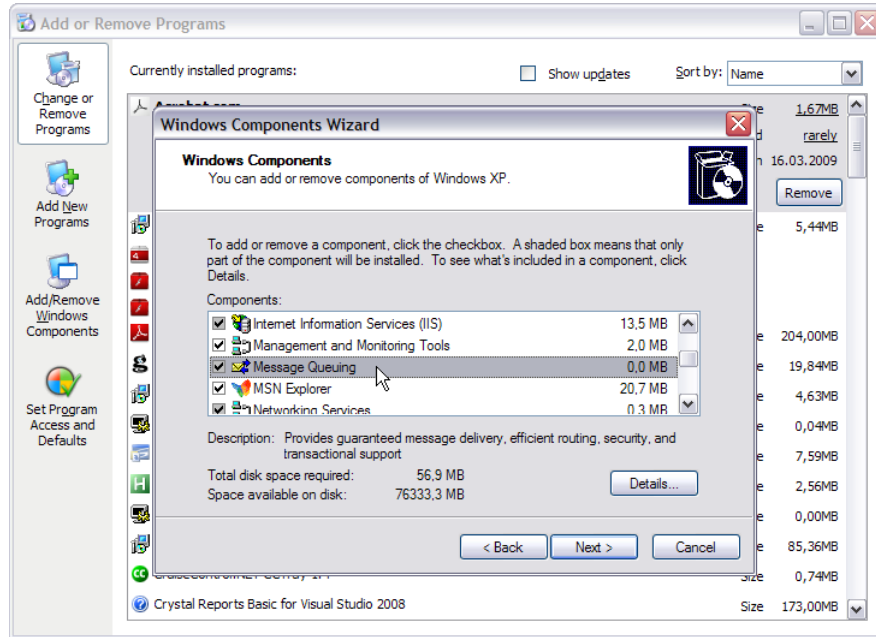 Add or Remove Programs
Change or
Remove
Programs
Add New
Programs
Add/Remove
Windows
Components
Set Program
Access and
Defaults
Currently installed programs:
Show updates
Sort by: Name
1,67MB
rarely
16.03.2009
Remove
5,44MB
204,00MB
19,84MB
4,63MB
0,04MB
7,59MB
2,56MB
0,00MB
85,36MB
Size 0,74MB
Crystal Reports Basic for Visual Studio 2008 Size 173,00MB
Windows Components Wizard
Windows Components
You can add or remove components of Windows XP.
To add or remove a component, click the checkbox. A shaded box means that only
part of the component will be installed. To see what's included in a component, click
Details.
Components:
Internet Information Services (IIS) 13,5 MB
Management and Monitoring Tools 2,0 MB
Message Queuing 0,0 MB
MSN Explorer 20,7 MB
Networking Services 0,3 MB
Description: Provides guaranteed message delivery, efficient routing, security, and
transactional support
Total disk space required: 56,9 MB
Space available on disk: 76333,3 MB
Details...
< Back Next > Cancel